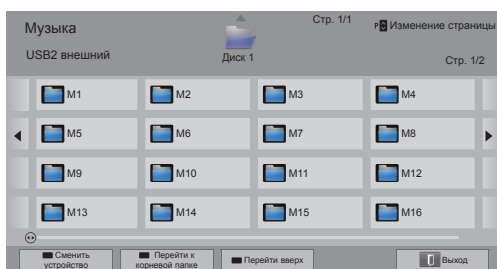 Музыка
Стр. 1/1
P Изменение страницы
USB2 внешний
Диск 1
Стр. 1/2
M1 M2 M3 M4
M5 M6 M7 M8
M9 M10 M11 M12
M13 M14 M15 M16
Сменить устройство
Перейти к корневой папке
Перейти вверх
Выход